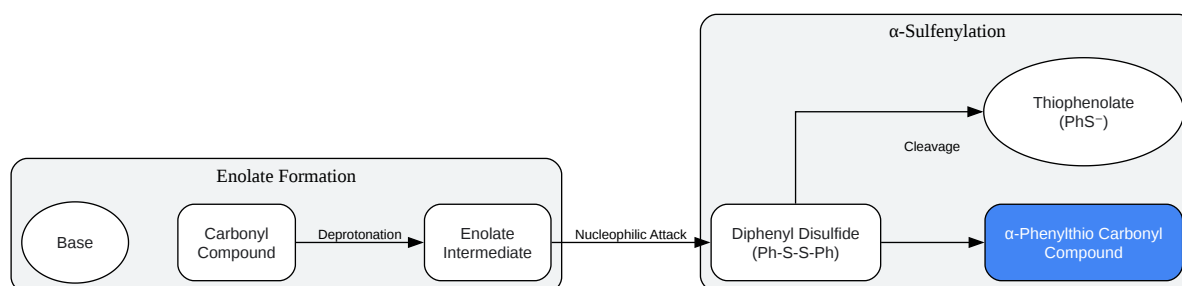 α-Sulfenylation
Thiophenolate
(PhS⁻)
Cleavage
Enolate Formation
Base
Carbonyl
Compound
Deprotonation
Enolate
Intermediate
Nucleophilic Attack
Diphenyl Disulfide
(Ph-S-S-Ph)
α-Phenylthio Carbonyl
Compound